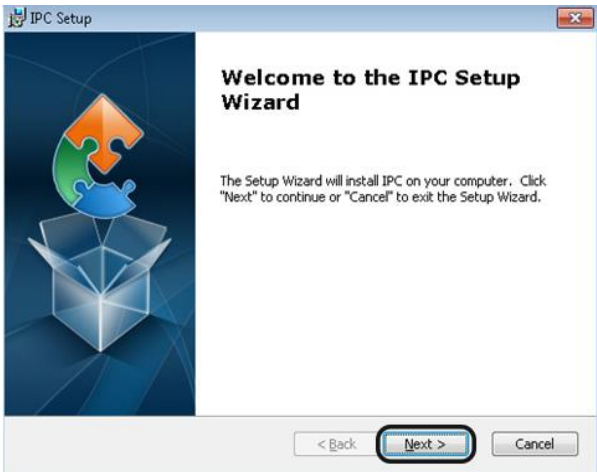 IPC Setup
Welcome to the IPC Setup
Wizard
The Setup Wizard will install IPC on your computer. Click
"Next" to continue or "Cancel" to exit the Setup Wizard.
< Back Next > Cancel